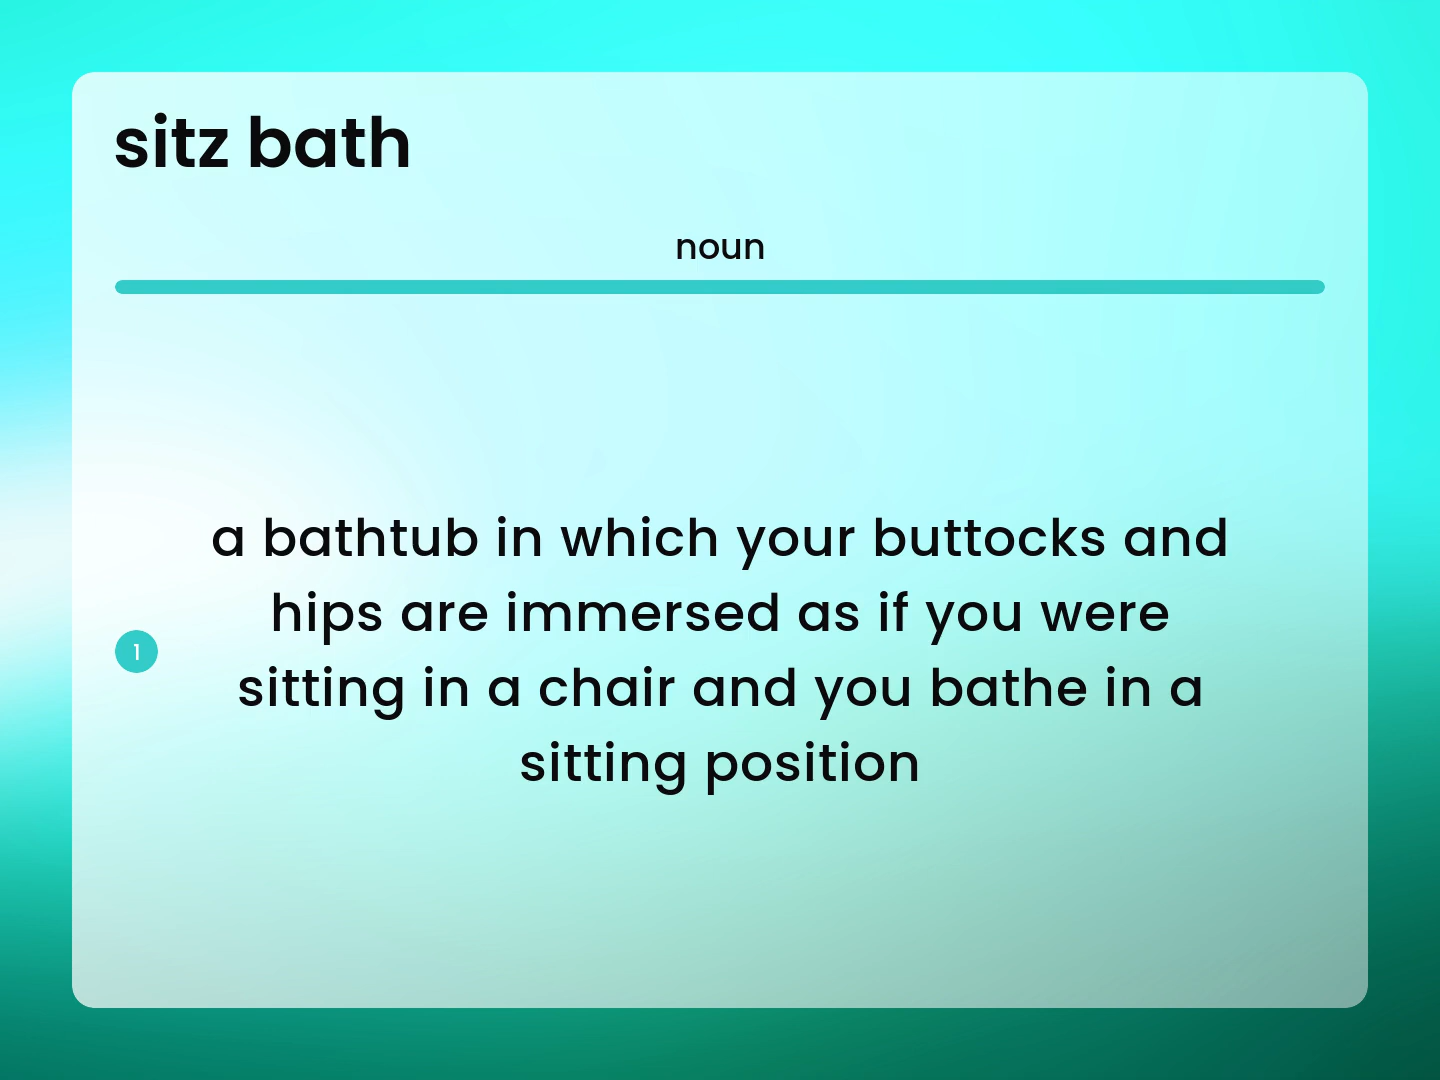 sitz bath
noun
a bathtub in which your buttocks and
hips are immersed as if you were
1
sitting in a chair and you bathe in a
sitting position